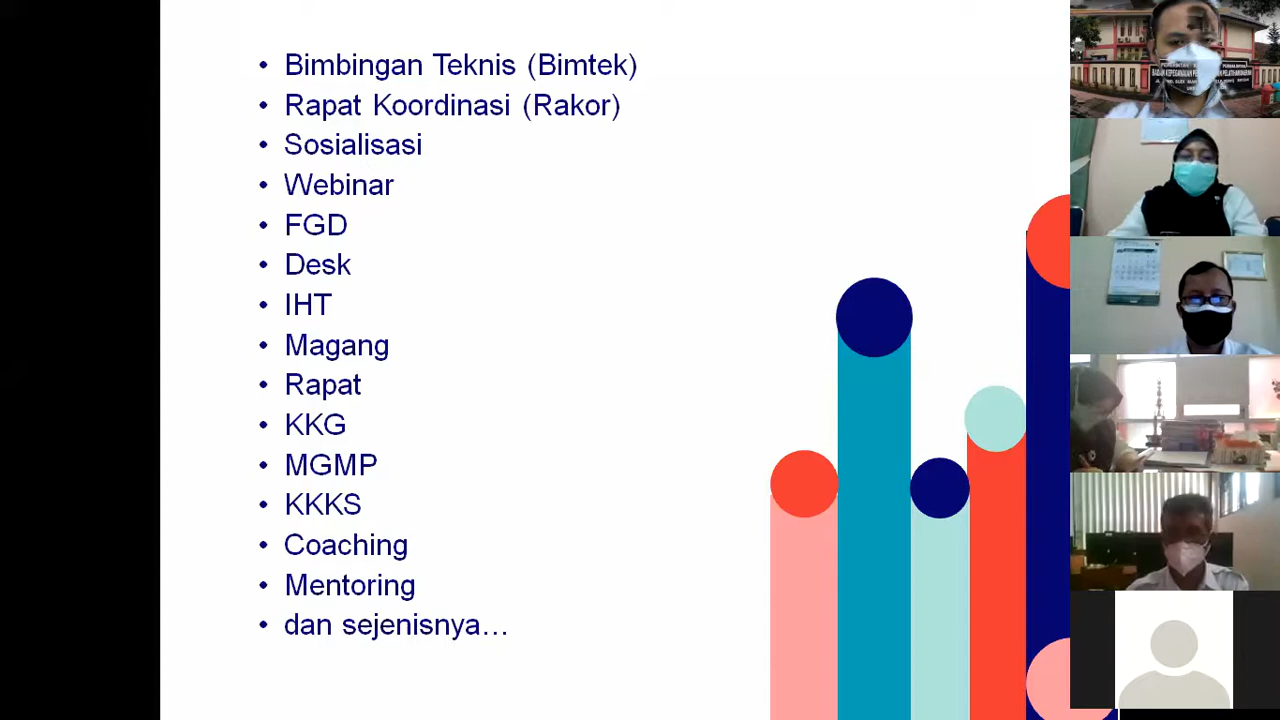 Bimbingan Teknis (Bimtek)
Rapat Koordinasi (Rakor)
Sosialisasi
Webinar
FGD
Desk
IHT
Magang
Rapat
KKG
MGMP
KKKS
Coaching
Mentoring
dan sejenisnya…